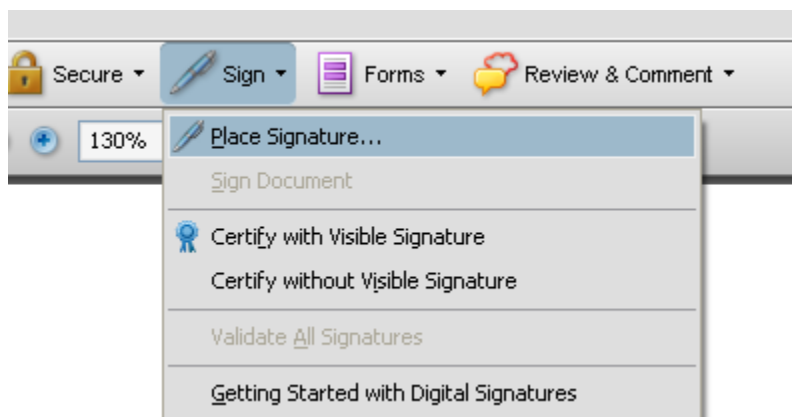 Secure Sign Forms Review & Comment
130%
Place Signature...
Sign Document
Certify with Visible Signature
Certify without Visible Signature
Validate All Signatures
Getting Started with Digital Signatures